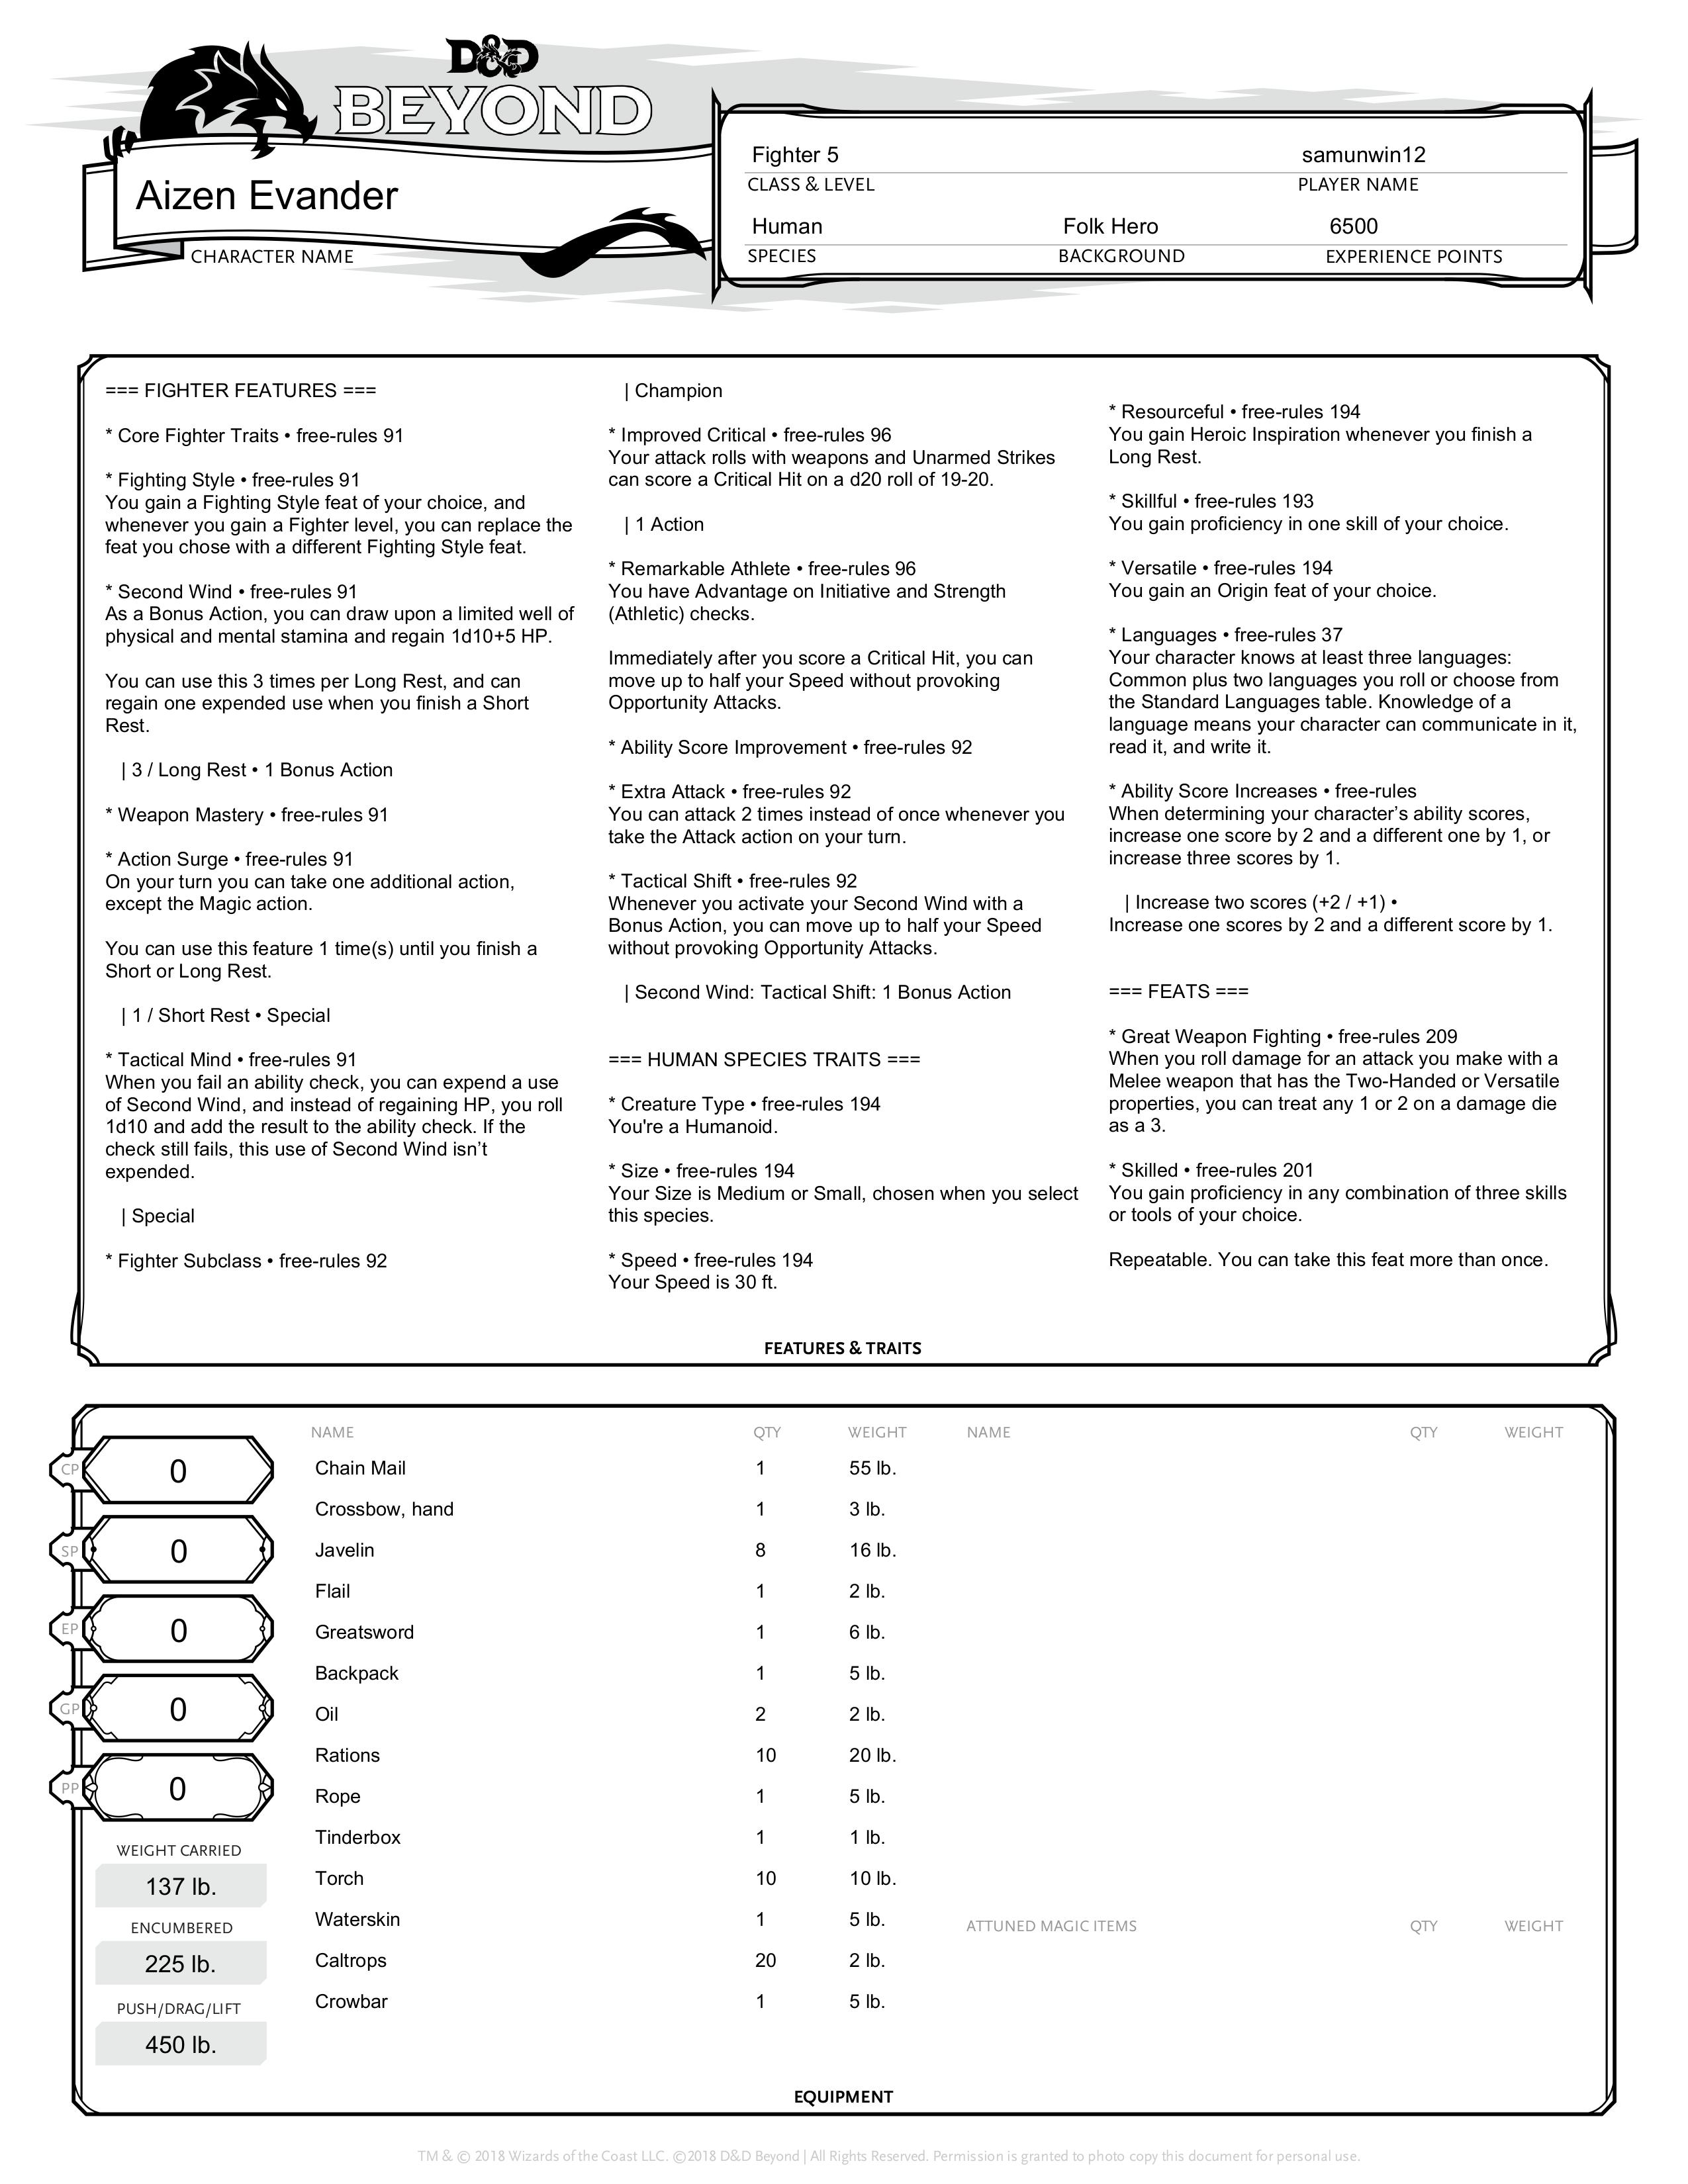 D&D
BEYOND
Aizen Evander
CHARACTER NAME
Fighter 5
samunwin12
CLASS & LEVEL
PLAYER NAME
Human
Folk Hero
6500
SPECIES
BACKGROUND
EXPERIENCE POINTS
=== FIGHTER FEATURES ===
* Core Fighter Traits • free-rules 91
* Fighting Style • free-rules 91
You gain a Fighting Style feat of your choice, and
whenever you gain a Fighter level, you can replace the
feat you chose with a different Fighting Style feat.
* Second Wind • free-rules 91
As a Bonus Action, you can draw upon a limited well of
physical and mental stamina and regain 1d10+5 HP.
You can use this 3 times per Long Rest, and can
regain one expended use when you finish a Short
Rest.
| 3 / Long Rest • 1 Bonus Action
* Weapon Mastery • free-rules 91
* Action Surge • free-rules 91
On your turn you can take one additional action,
except the Magic action.
You can use this feature 1 time(s) until you finish a
Short or Long Rest.
| 1 / Short Rest • Special
* Tactical Mind • free-rules 91
When you fail an ability check, you can expend a use
of Second Wind, and instead of regaining HP, you roll
1d10 and add the result to the ability check. If the
check still fails, this use of Second Wind isn’t
expended.
| Special
* Fighter Subclass • free-rules 92
| Champion
* Improved Critical • free-rules 96
Your attack rolls with weapons and Unarmed Strikes
can score a Critical Hit on a d20 roll of 19-20.
| 1 Action
* Remarkable Athlete • free-rules 96
You have Advantage on Initiative and Strength
(Athletic) checks.
Immediately after you score a Critical Hit, you can
move up to half your Speed without provoking
Opportunity Attacks.
* Ability Score Improvement • free-rules 92
* Extra Attack • free-rules 92
You can attack 2 times instead of once whenever you
take the Attack action on your turn.
* Tactical Shift • free-rules 92
Whenever you activate your Second Wind with a
Bonus Action, you can move up to half your Speed
without provoking Opportunity Attacks.
| Second Wind: Tactical Shift: 1 Bonus Action
=== HUMAN SPECIES TRAITS ===
* Creature Type • free-rules 194
You're a Humanoid.
* Size • free-rules 194
Your Size is Medium or Small, chosen when you select
this species.
* Speed • free-rules 194
Your Speed is 30 ft.
* Resourceful • free-rules 194
You gain Heroic Inspiration whenever you finish a
Long Rest.
* Skillful • free-rules 193
You gain proficiency in one skill of your choice.
* Versatile • free-rules 194
You gain an Origin feat of your choice.
* Languages • free-rules 37
Your character knows at least three languages:
Common plus two languages you roll or choose from
the Standard Languages table. Knowledge of a
language means your character can communicate in it,
read it, and write it.
* Ability Score Increases • free-rules
When determining your character’s ability scores,
increase one score by 2 and a different one by 1, or
increase three scores by 1.
| Increase two scores (+2 / +1) •
Increase one scores by 2 and a different score by 1.
=== FEATS ===
* Great Weapon Fighting • free-rules 209
When you roll damage for an attack you make with a
Melee weapon that has the Two-Handed or Versatile
properties, you can treat any 1 or 2 on a damage die
as a 3.
* Skilled • free-rules 201
You gain proficiency in any combination of three skills
or tools of your choice.
Repeatable. You can take this feat more than once.
FEATURES & TRAITS
CP 0
SP 0
EP 0
GP 0
PP 0
WEIGHT CARRIED
137 lb.
ENCUMBERED
225 lb.
PUSH/DRAG/LIFT
450 lb.
NAME QTY WEIGHT
Chain Mail 1 55 lb.
Crossbow, hand 1 3 lb.
Javelin 8 16 lb.
Flail 1 2 lb.
Greatsword 1 6 lb.
Backpack 1 5 lb.
Oil 2 2 lb.
Rations 10 20 lb.
Rope 1 5 lb.
Tinderbox 1 1 lb.
Torch 10 10 lb.
Waterskin 1 5 lb.
Caltrops 20 2 lb.
Crowbar 1 5 lb.
NAME QTY WEIGHT
ATTUNED MAGIC ITEMS QTY WEIGHT
EQUIPMENT
TM & © 2018 Wizards of the Coast LLC. ©2018 D&D Beyond | All Rights Reserved. Permission is granted to photo copy this document for personal use.